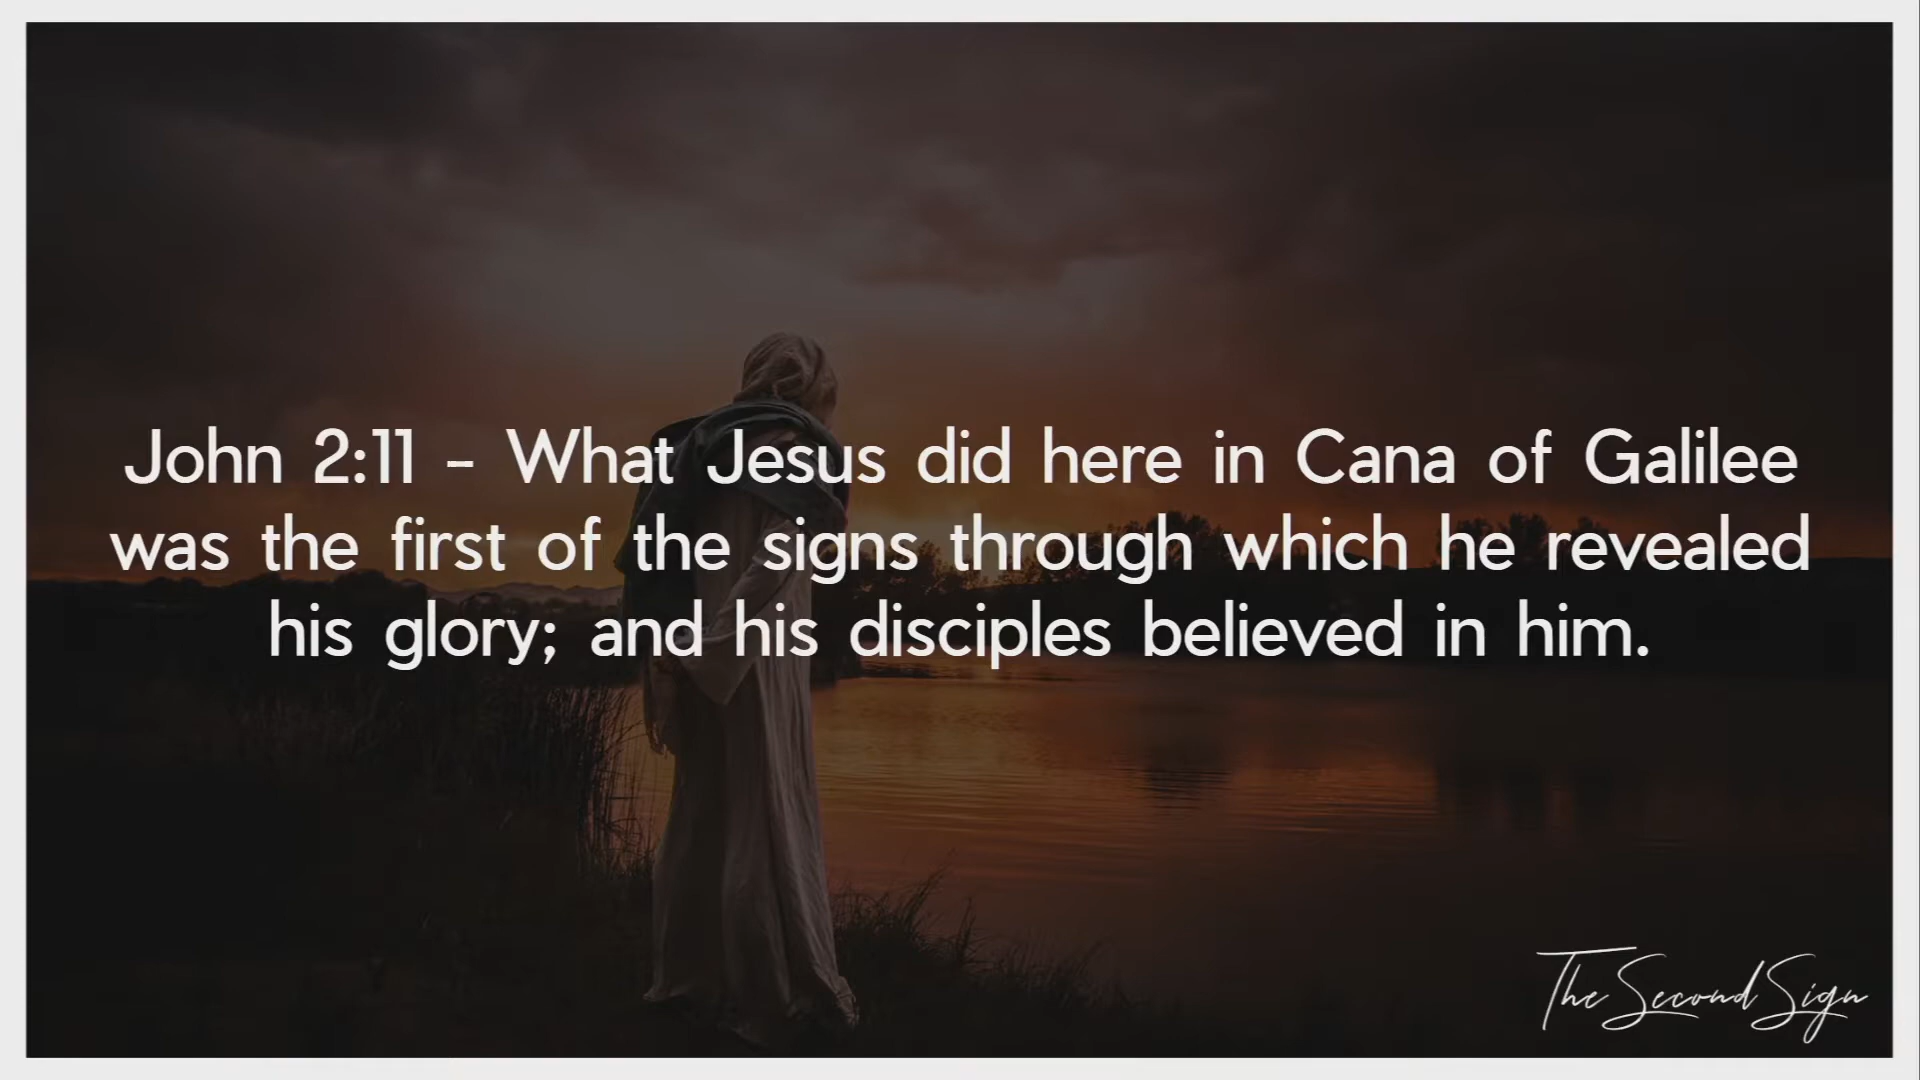 John 2:11 - What Jesus did here in Cana of Galilee
was the first of the signs through which he revealed
his glory; and his disciples believed in him.
The Second Sign